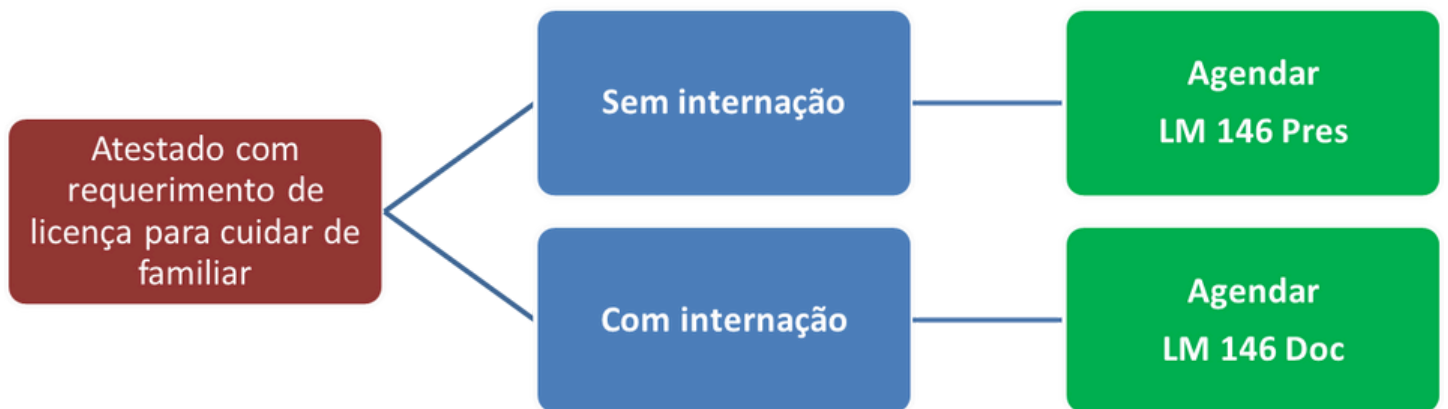 Atestado com
requerimento de
licença para cuidar de
familiar
Sem internação
Agendar
LM 146 Pres
Com internação
Agendar
LM 146 Doc